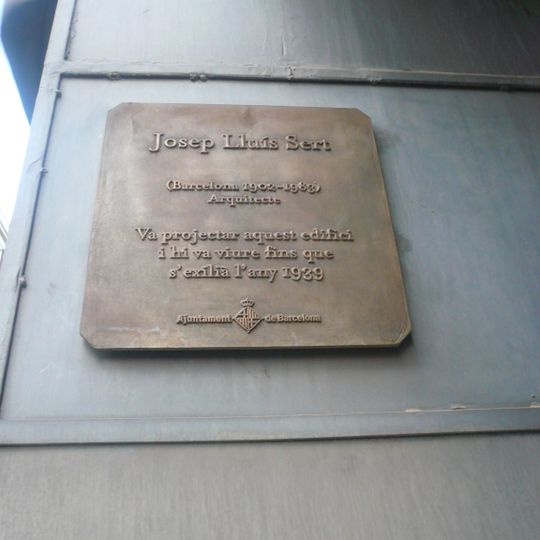 Josep Lluís Sert
(Barcelona 1902-1983)
Arquitecte
Va projectar aquest edifici
i hi va viure fins que
s'exilià l'any 1939
Ajuntament de Barcelona